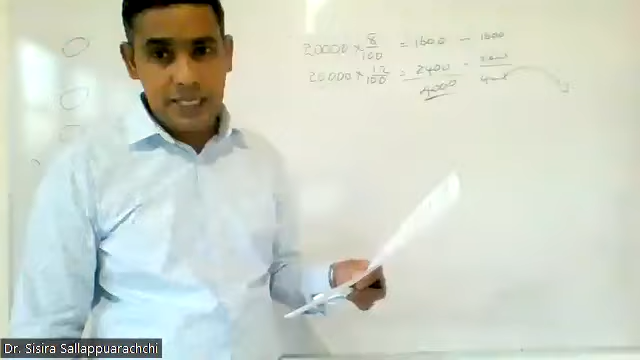 20000 × 8/100 = 1600 — 1600
20000 × 12/100 = 2400 -
4000
Dr. Sisira Sallappuarachchi